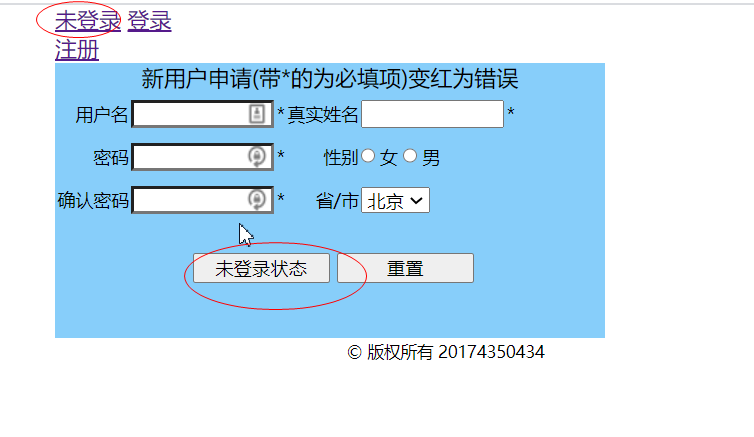 未登录 登录
注册
新用户申请(带*的为必填项)变红为错误
用户名 * 真实姓名 *
密码 * 性别 女 男
确认密码 * 省/市 北京
未登录状态 重置
© 版权所有 20174350434